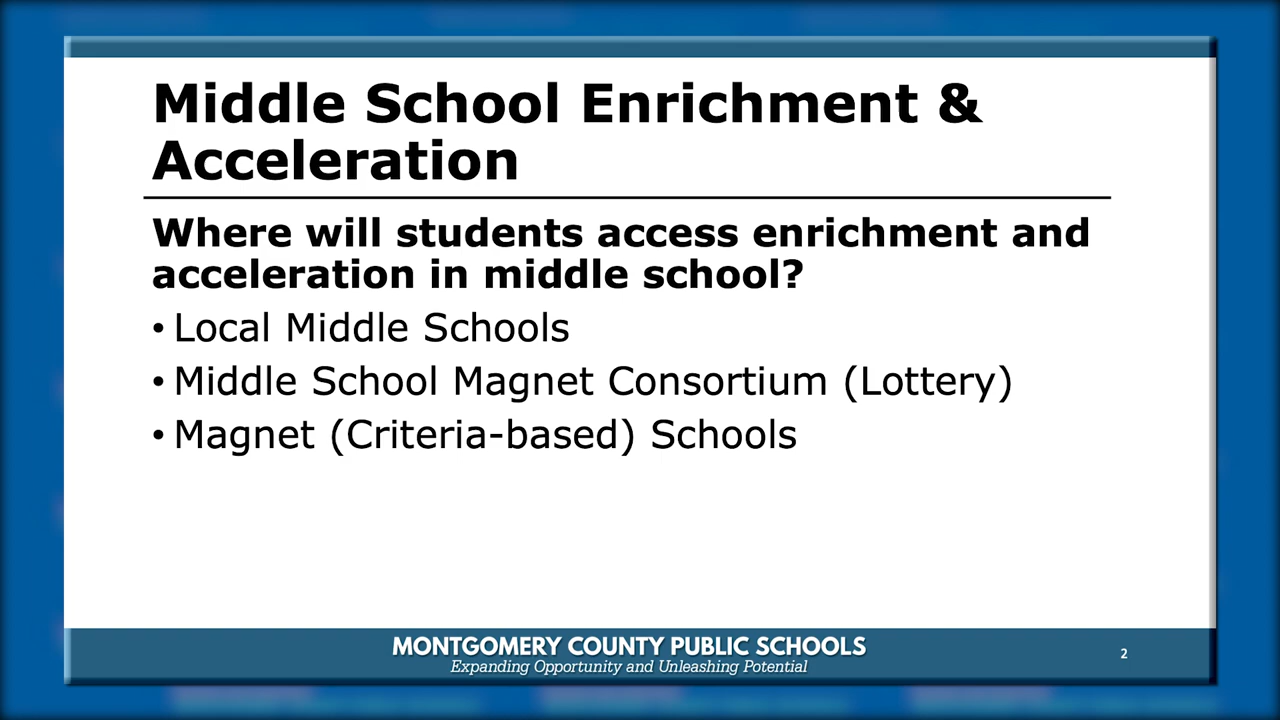 Middle School Enrichment &
Acceleration
Where will students access enrichment and
acceleration in middle school?
• Local Middle Schools
• Middle School Magnet Consortium (Lottery)
• Magnet (Criteria-based) Schools
MONTGOMERY COUNTY PUBLIC SCHOOLS
Expanding Opportunity and Unleashing Potential
2